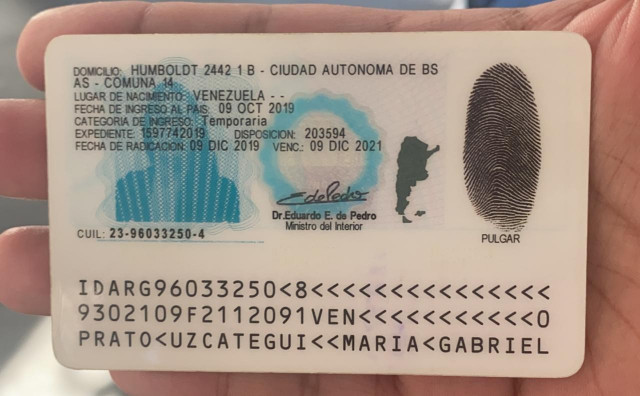 DOMICILIO: HUMBOLDT 2442 1 B - CIUDAD AUTONOMA DE BS
AS - COMUNA 14
LUGAR DE NACIMIENTO: VENEZUELA - -
FECHA DE INGRESO AL PAIS: 09 OCT 2019
CATEGORIA DE INGRESO: Temporaria
EXPEDIENTE: 1597742019 DISPOSICION: 203594
FECHA DE RADICACION: 09 DIC 2019 VENC.: 09 DIC 2021
EdePedro
Dr.Eduardo E. de Pedro
Ministro del Interior
CUIL: 23-96033250-4
PULGAR
IDARG96033250<8<<<<<<<<<<<<<<<
9302109F2112091VEN<<<<<<<<<<<0
PRATO<UZCATEGUI<<MARIA<GABRIEL